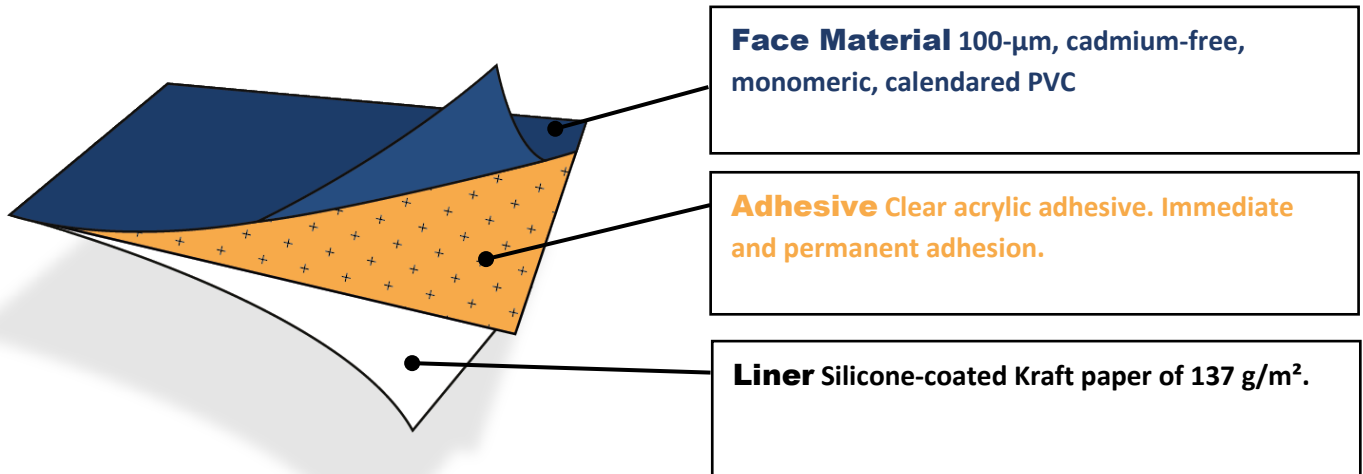 Face Material 100-µm, cadmium-free,
monomeric, calendared PVC
Adhesive Clear acrylic adhesive. Immediate
and permanent adhesion.
Liner Silicone-coated Kraft paper of 137 g/m².